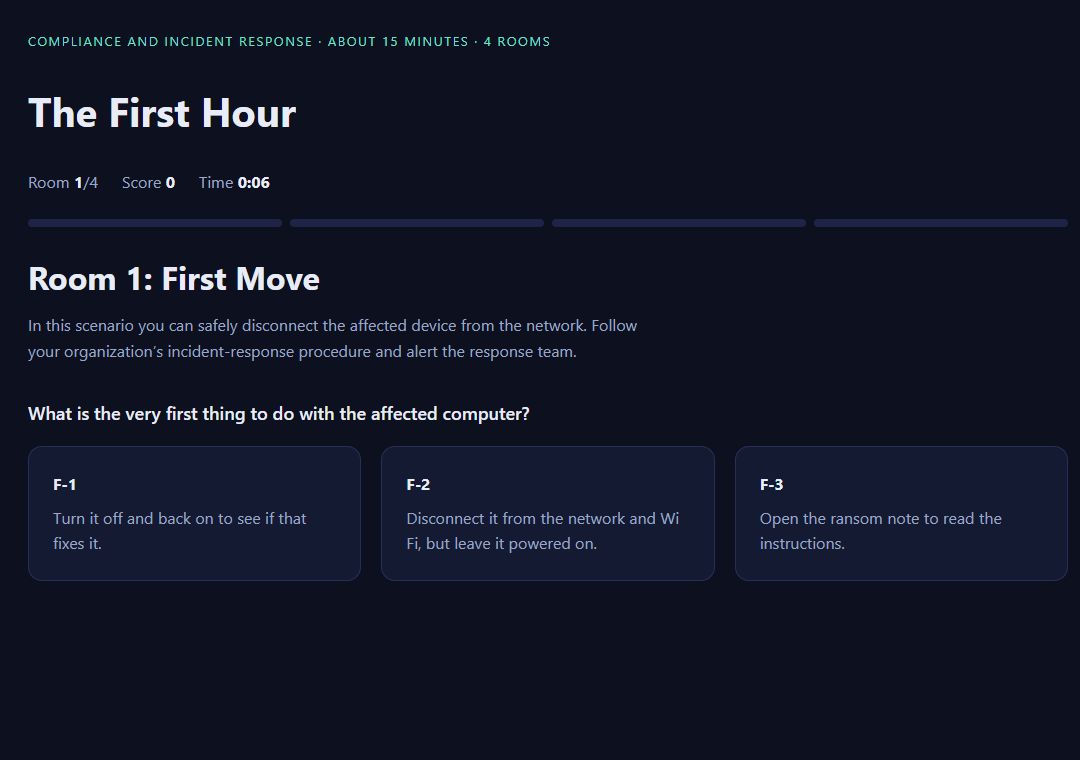 COMPLIANCE AND INCIDENT RESPONSE · ABOUT 15 MINUTES · 4 ROOMS
The First Hour
Room 1/4 Score 0 Time 0:06
Room 1: First Move
In this scenario you can safely disconnect the affected device from the network. Follow
your organization's incident-response procedure and alert the response team.
What is the very first thing to do with the affected computer?
F-1
Turn it off and back on to see if that
fixes it.
F-2
Disconnect it from the network and Wi
Fi, but leave it powered on.
F-3
Open the ransom note to read the
instructions.